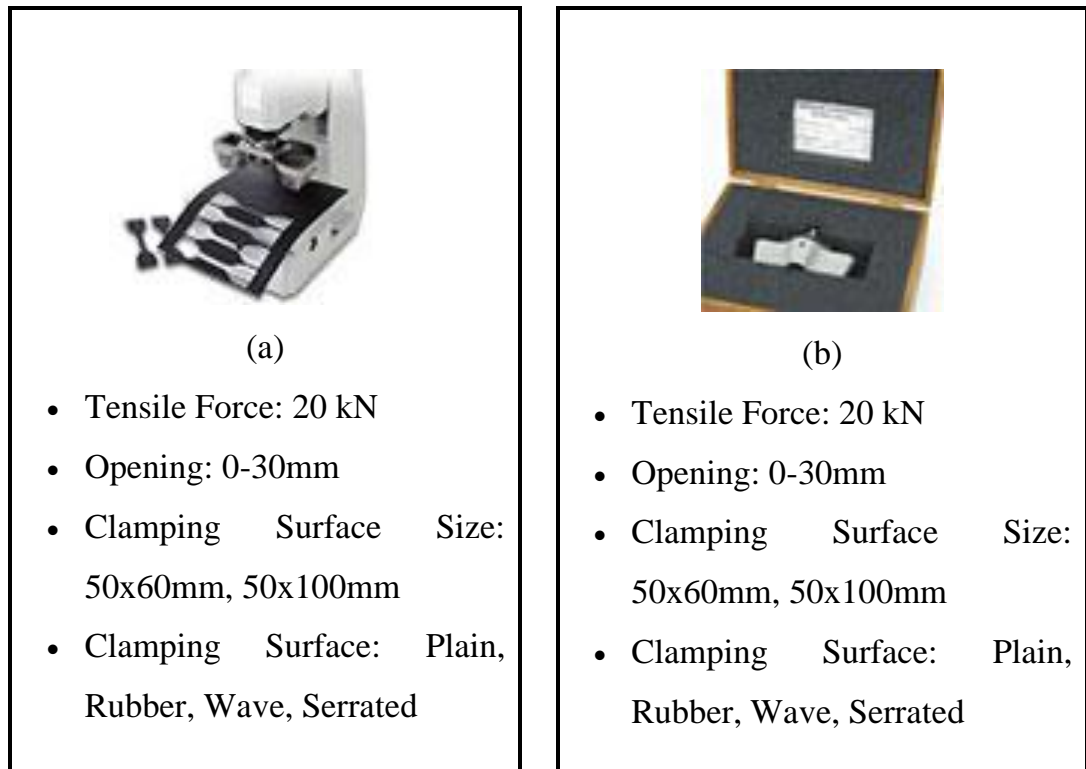 (a)
• Tensile Force: 20 kN
• Opening: 0-30mm
• Clamping Surface Size:
50x60mm, 50x100mm
• Clamping Surface: Plain,
Rubber, Wave, Serrated
(b)
• Tensile Force: 20 kN
• Opening: 0-30mm
• Clamping Surface Size:
50x60mm, 50x100mm
• Clamping Surface: Plain,
Rubber, Wave, Serrated